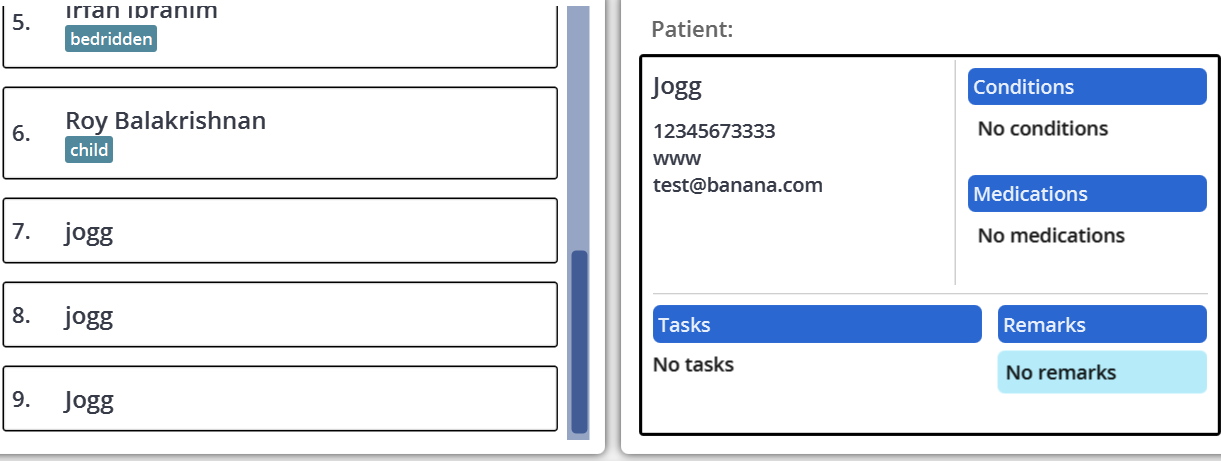 5.
Irfan Ibrahim
bedridden
6.
Roy Balakrishnan
child
7.
jogg
8.
jogg
9.
Jogg
Patient:
Jogg
12345673333
www
test@banana.com
Conditions
No conditions
Medications
No medications
Tasks
No tasks
Remarks
No remarks